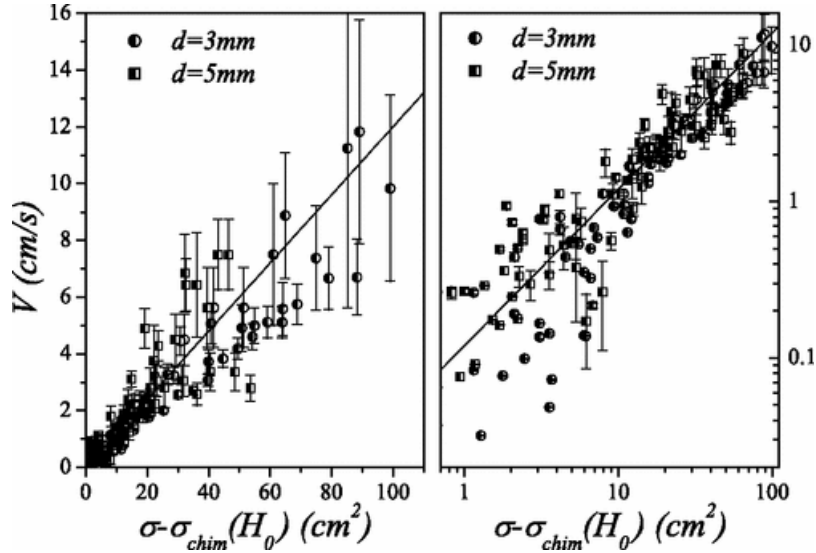 16
14
12
10
8
6
4
2
0
V (cm/s)
d=3mm
d=5mm
0 20 40 60 80 100
σ-σchim(H0) (cm2)
d=3mm
d=5mm
10
1
0.1
1 10 100
σ-σchim(H0) (cm2)